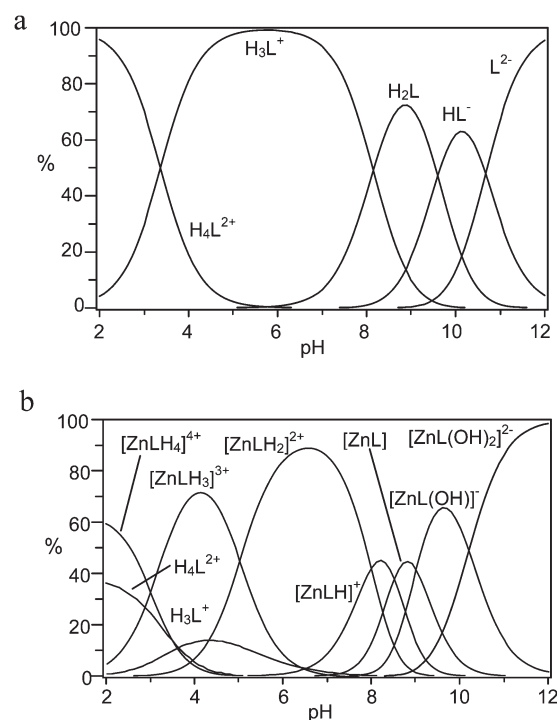 a
100
80
60
40
20
0
%
H₃L⁺
H₂L
HL⁻
L²⁻
H₄L²⁺
2 4 6 8 10 12
pH
b
100
80
60
40
20
0
%
[ZnLH₄]⁴⁺
[ZnLH₂]²⁺
[ZnL]
[ZnL(OH)₂]²⁻
[ZnLH₃]³⁺
[ZnL(OH)]⁻
H₄L²⁺
[ZnLH]⁺
H₃L⁺
2 4 6 8 10 12
pH